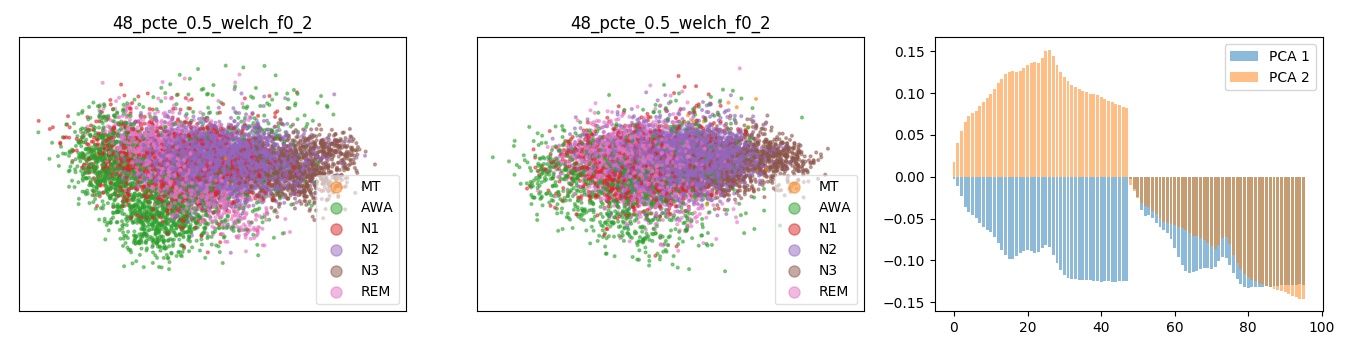 48_pcte_0.5_welch_f0_2
MT
AWA
N1
N2
N3
REM
48_pcte_0.5_welch_f0_2
MT
AWA
N1
N2
N3
REM
PCA 1
PCA 2
0.15
0.10
0.05
0.00
−0.05
−0.10
−0.15
0 20 40 60 80 100